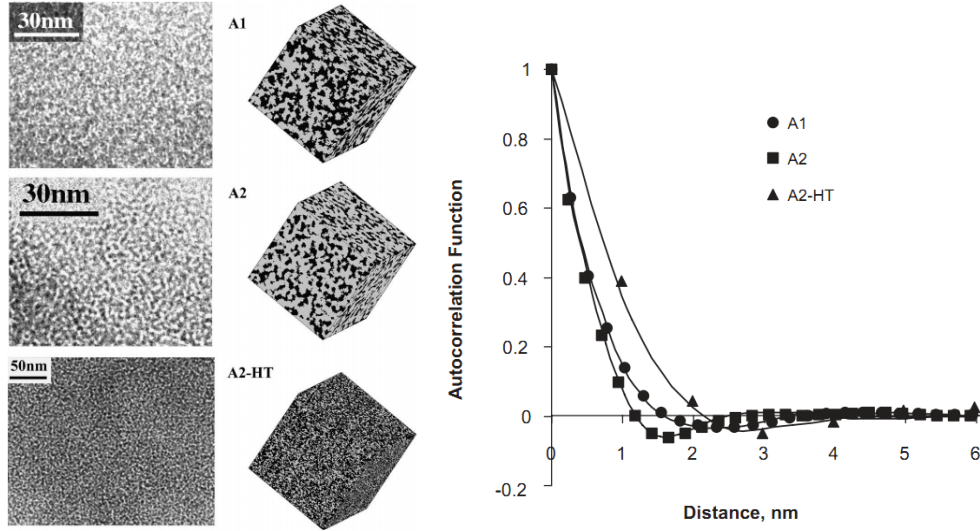 30nm
A1
30nm
A2
50nm
A2-HT
Autocorrelation Function
1
0.8
0.6
0.4
0.2
0
-0.2
0 1 2 3 4 5 6
Distance, nm
A1
A2
A2-HT